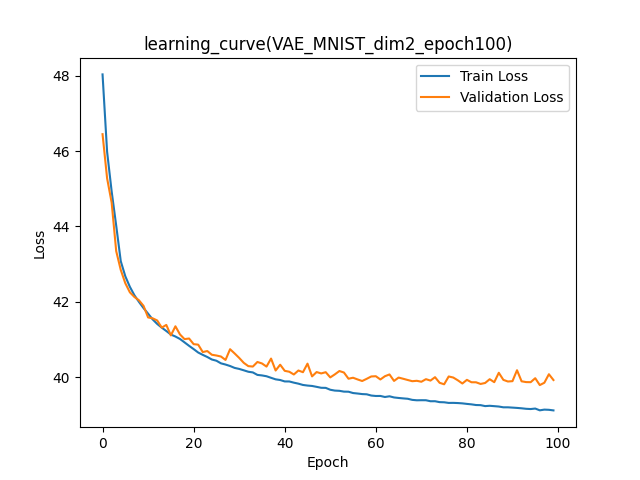 learning_curve(VAE_MNIST_dim2_epoch100)
Train Loss
Validation Loss
48
46
44
42
40
Loss
0 20 40 60 80 100
Epoch